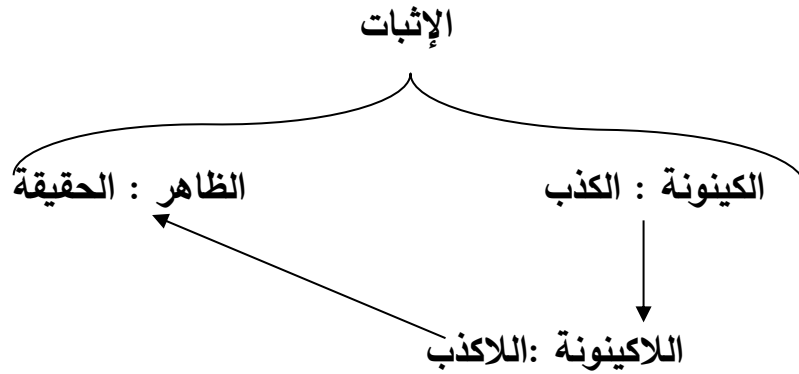 الإثبات
الكينونة : الكذب
الظاهر : الحقيقة
اللاكينونة :اللاكذب